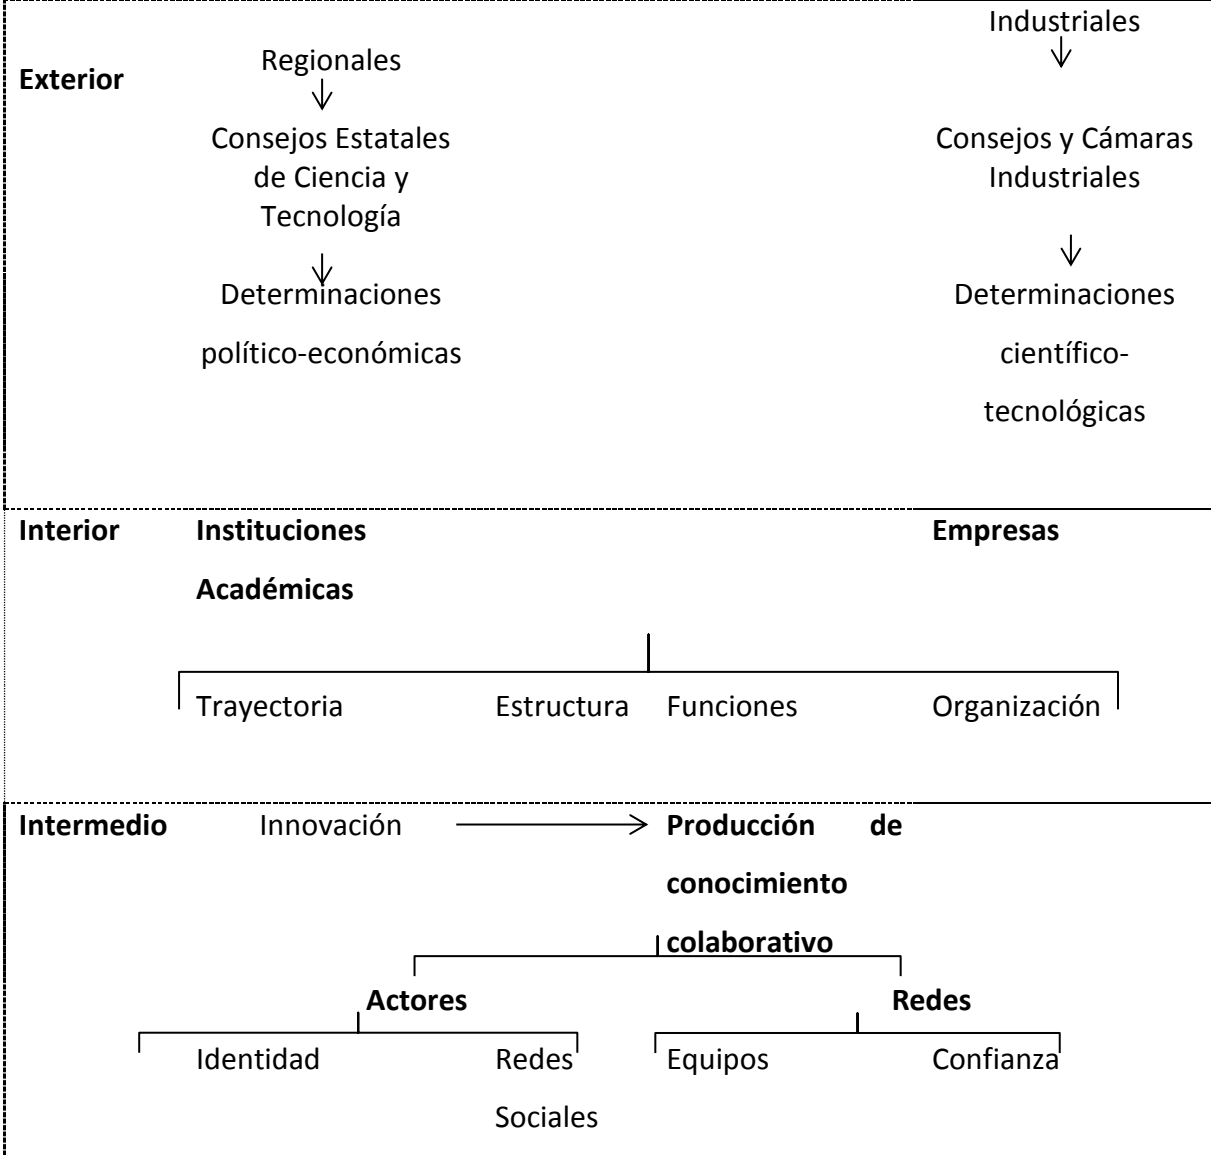 Industriales
Exterior
Regionales
Consejos Estatales
de Ciencia y
Tecnología
Determinaciones
político-económicas
Consejos y Cámaras
Industriales
Determinaciones
científico-
tecnológicas
Interior
Instituciones
Académicas
Empresas
Trayectoria
Estructura
Funciones
Organización
Intermedio
Innovación
Producción de
conocimiento
colaborativo
Actores
Redes
Identidad
Redes
Sociales
Equipos
Confianza